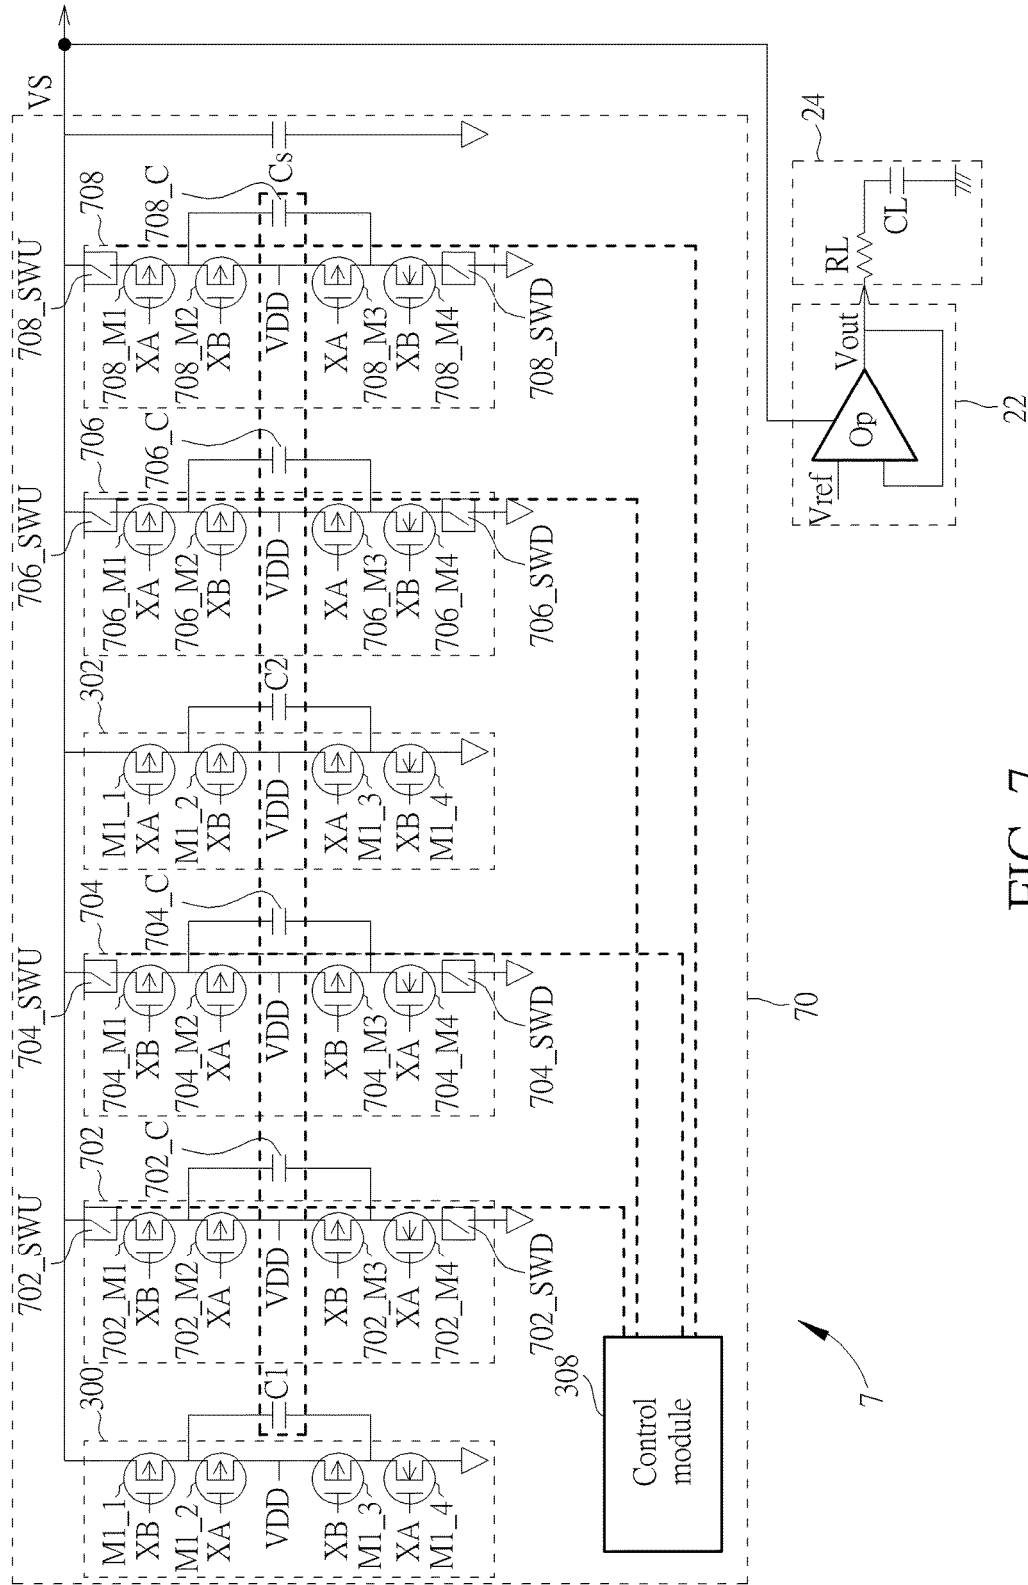 VS
708_SWU
708
708_C
Cs
708_M1
XA
708_M2
XB
VDD
XA
708_M3
XB
708_M4
708_SWD
706_SWU
706
706_C
706_M1
XA
706_M2
XB
VDD
XA
706_M3
XB
706_M4
706_SWD
302
C2
M1_1
XA
M1_2
XB
VDD
XA
M1_3
XB
M1_4
704_SWU
704
704_C
704_M1
XB
704_M2
XA
VDD
XB
704_M3
XA
704_M4
704_SWD
702_SWU
702
702_C
702_M1
XB
702_M2
XA
VDD
XB
702_M3
XA
702_M4
702_SWD
300
C1
M1_1
XB
M1_2
XA
VDD
XB
M1_3
XA
M1_4
308
Control
module
70
7
24
RL
CL
Vout
Op
Vref
22
FIG. 7